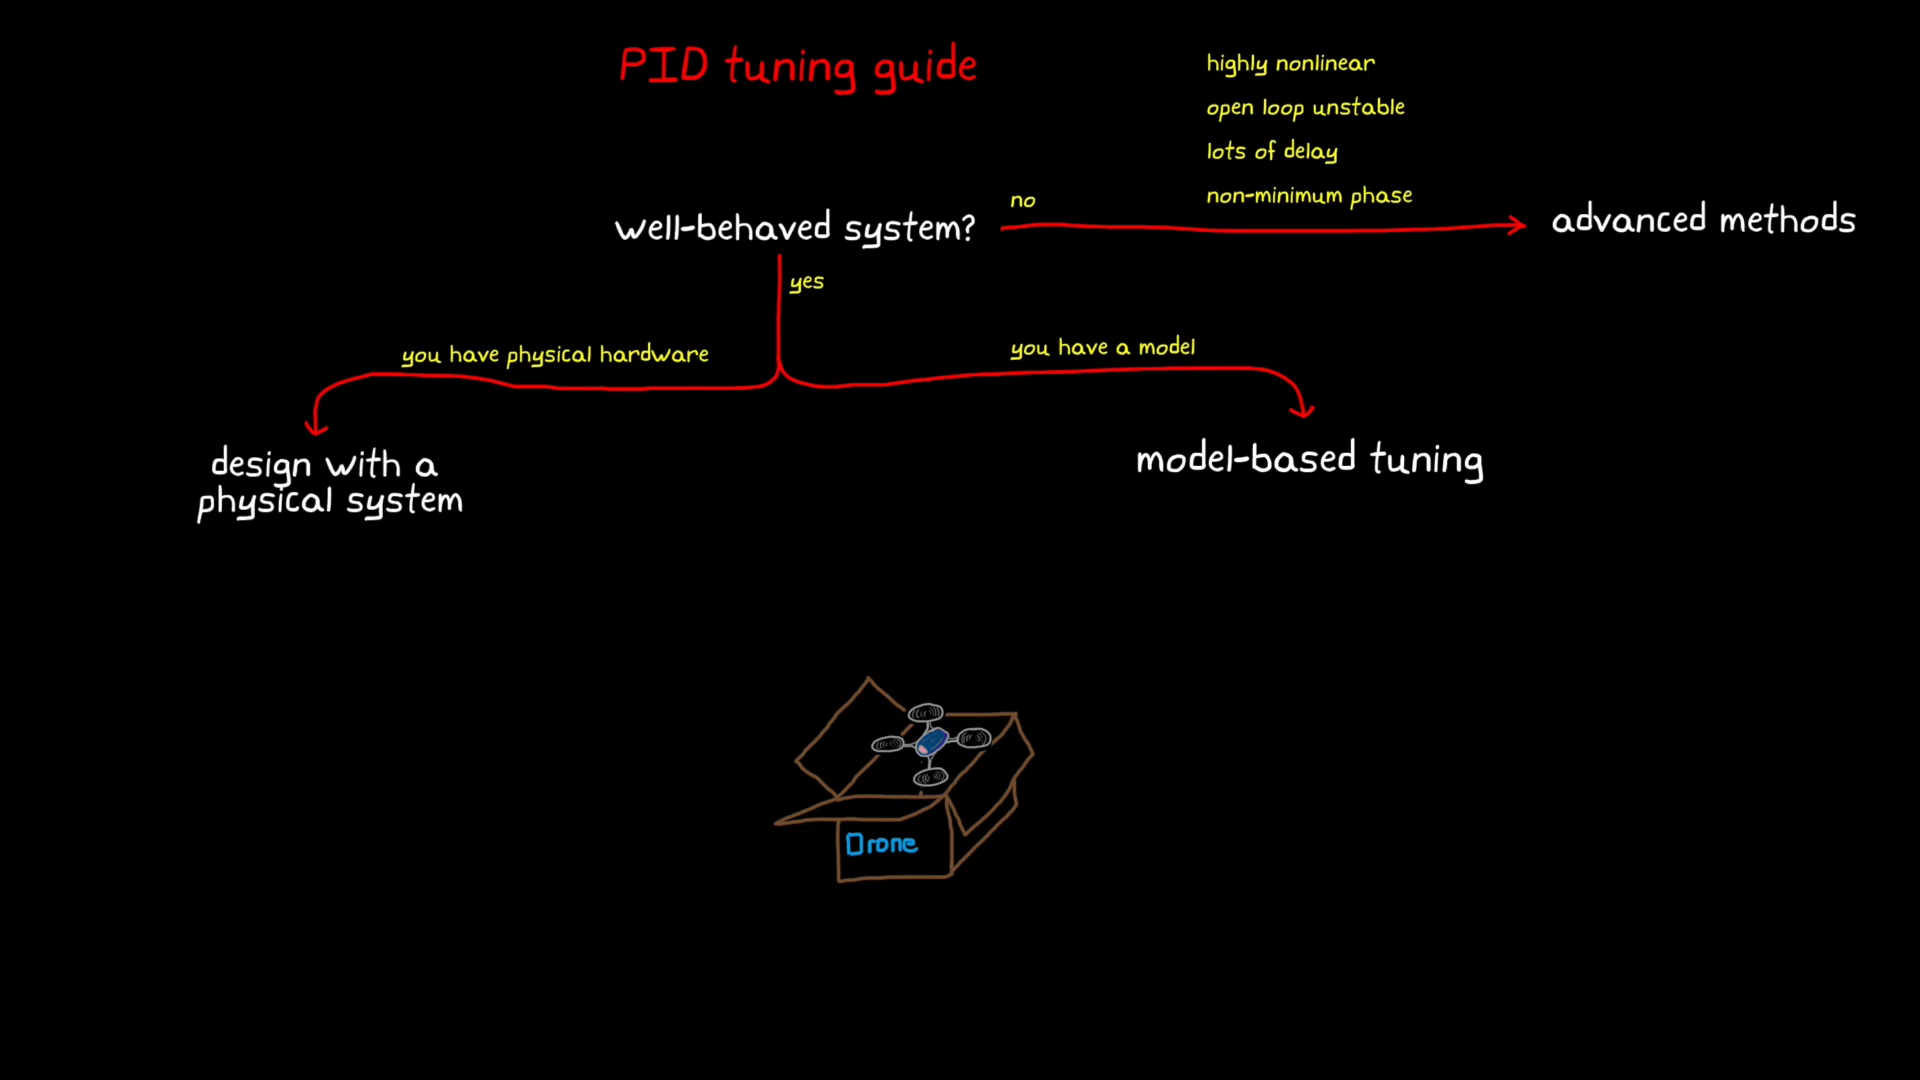 PID tuning guide
highly nonlinear
open loop unstable
lots of delay
non-minimum phase
well-behaved system?
no
advanced methods
yes
you have physical hardware
you have a model
design with a
physical system
model-based tuning
Drone